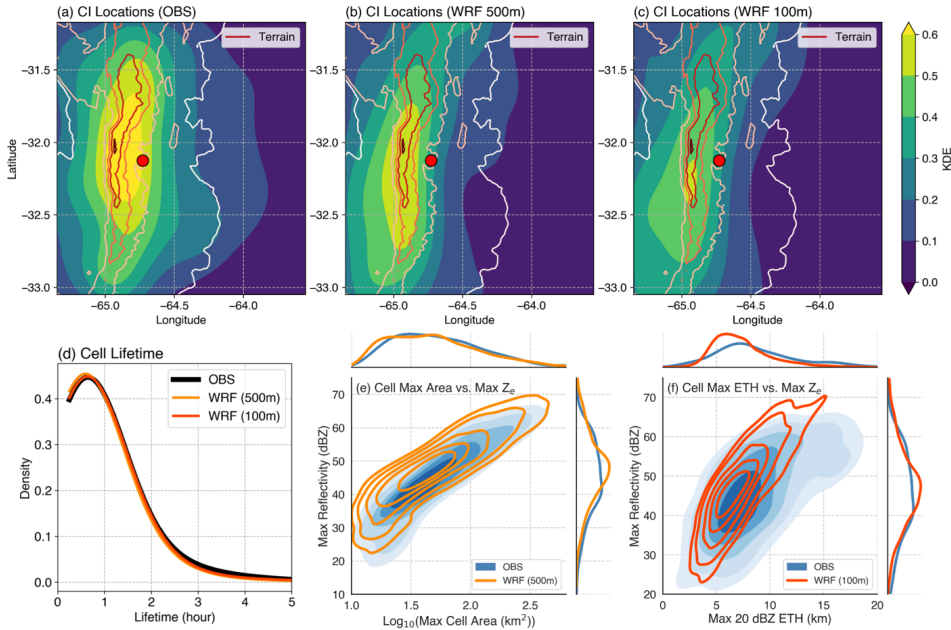 (a) CI Locations (OBS)
(b) CI Locations (WRF 500m)
(c) CI Locations (WRF 100m)
Terrain
Terrain
Terrain
Latitude
−31.5
−32.0
−32.5
−33.0
−31.5
−32.0
−32.5
−33.0
−31.5
−32.0
−32.5
−33.0
−65.0
−64.5
−64.0
−65.0
−64.5
−64.0
−65.0
−64.5
−64.0
Longitude
Longitude
Longitude
0.6
0.5
0.4
0.3
0.2
0.1
0.0
KDE
(d) Cell Lifetime
OBS
WRF (500m)
WRF (100m)
Density
0.4
0.3
0.2
0.1
0.0
0
1
2
3
4
5
Lifetime (hour)
(e) Cell Max Area vs. Max Zₑ
Max Reflectivity (dBZ)
70
60
50
40
30
20
10
OBS
WRF (500m)
1.0
1.5
2.0
2.5
Log₁₀(Max Cell Area (km²))
(f) Cell Max ETH vs. Max Zₑ
Max Reflectivity (dBZ)
70
60
50
40
30
20
OBS
WRF (100m)
0
5
10
15
20
Max 20 dBZ ETH (km)